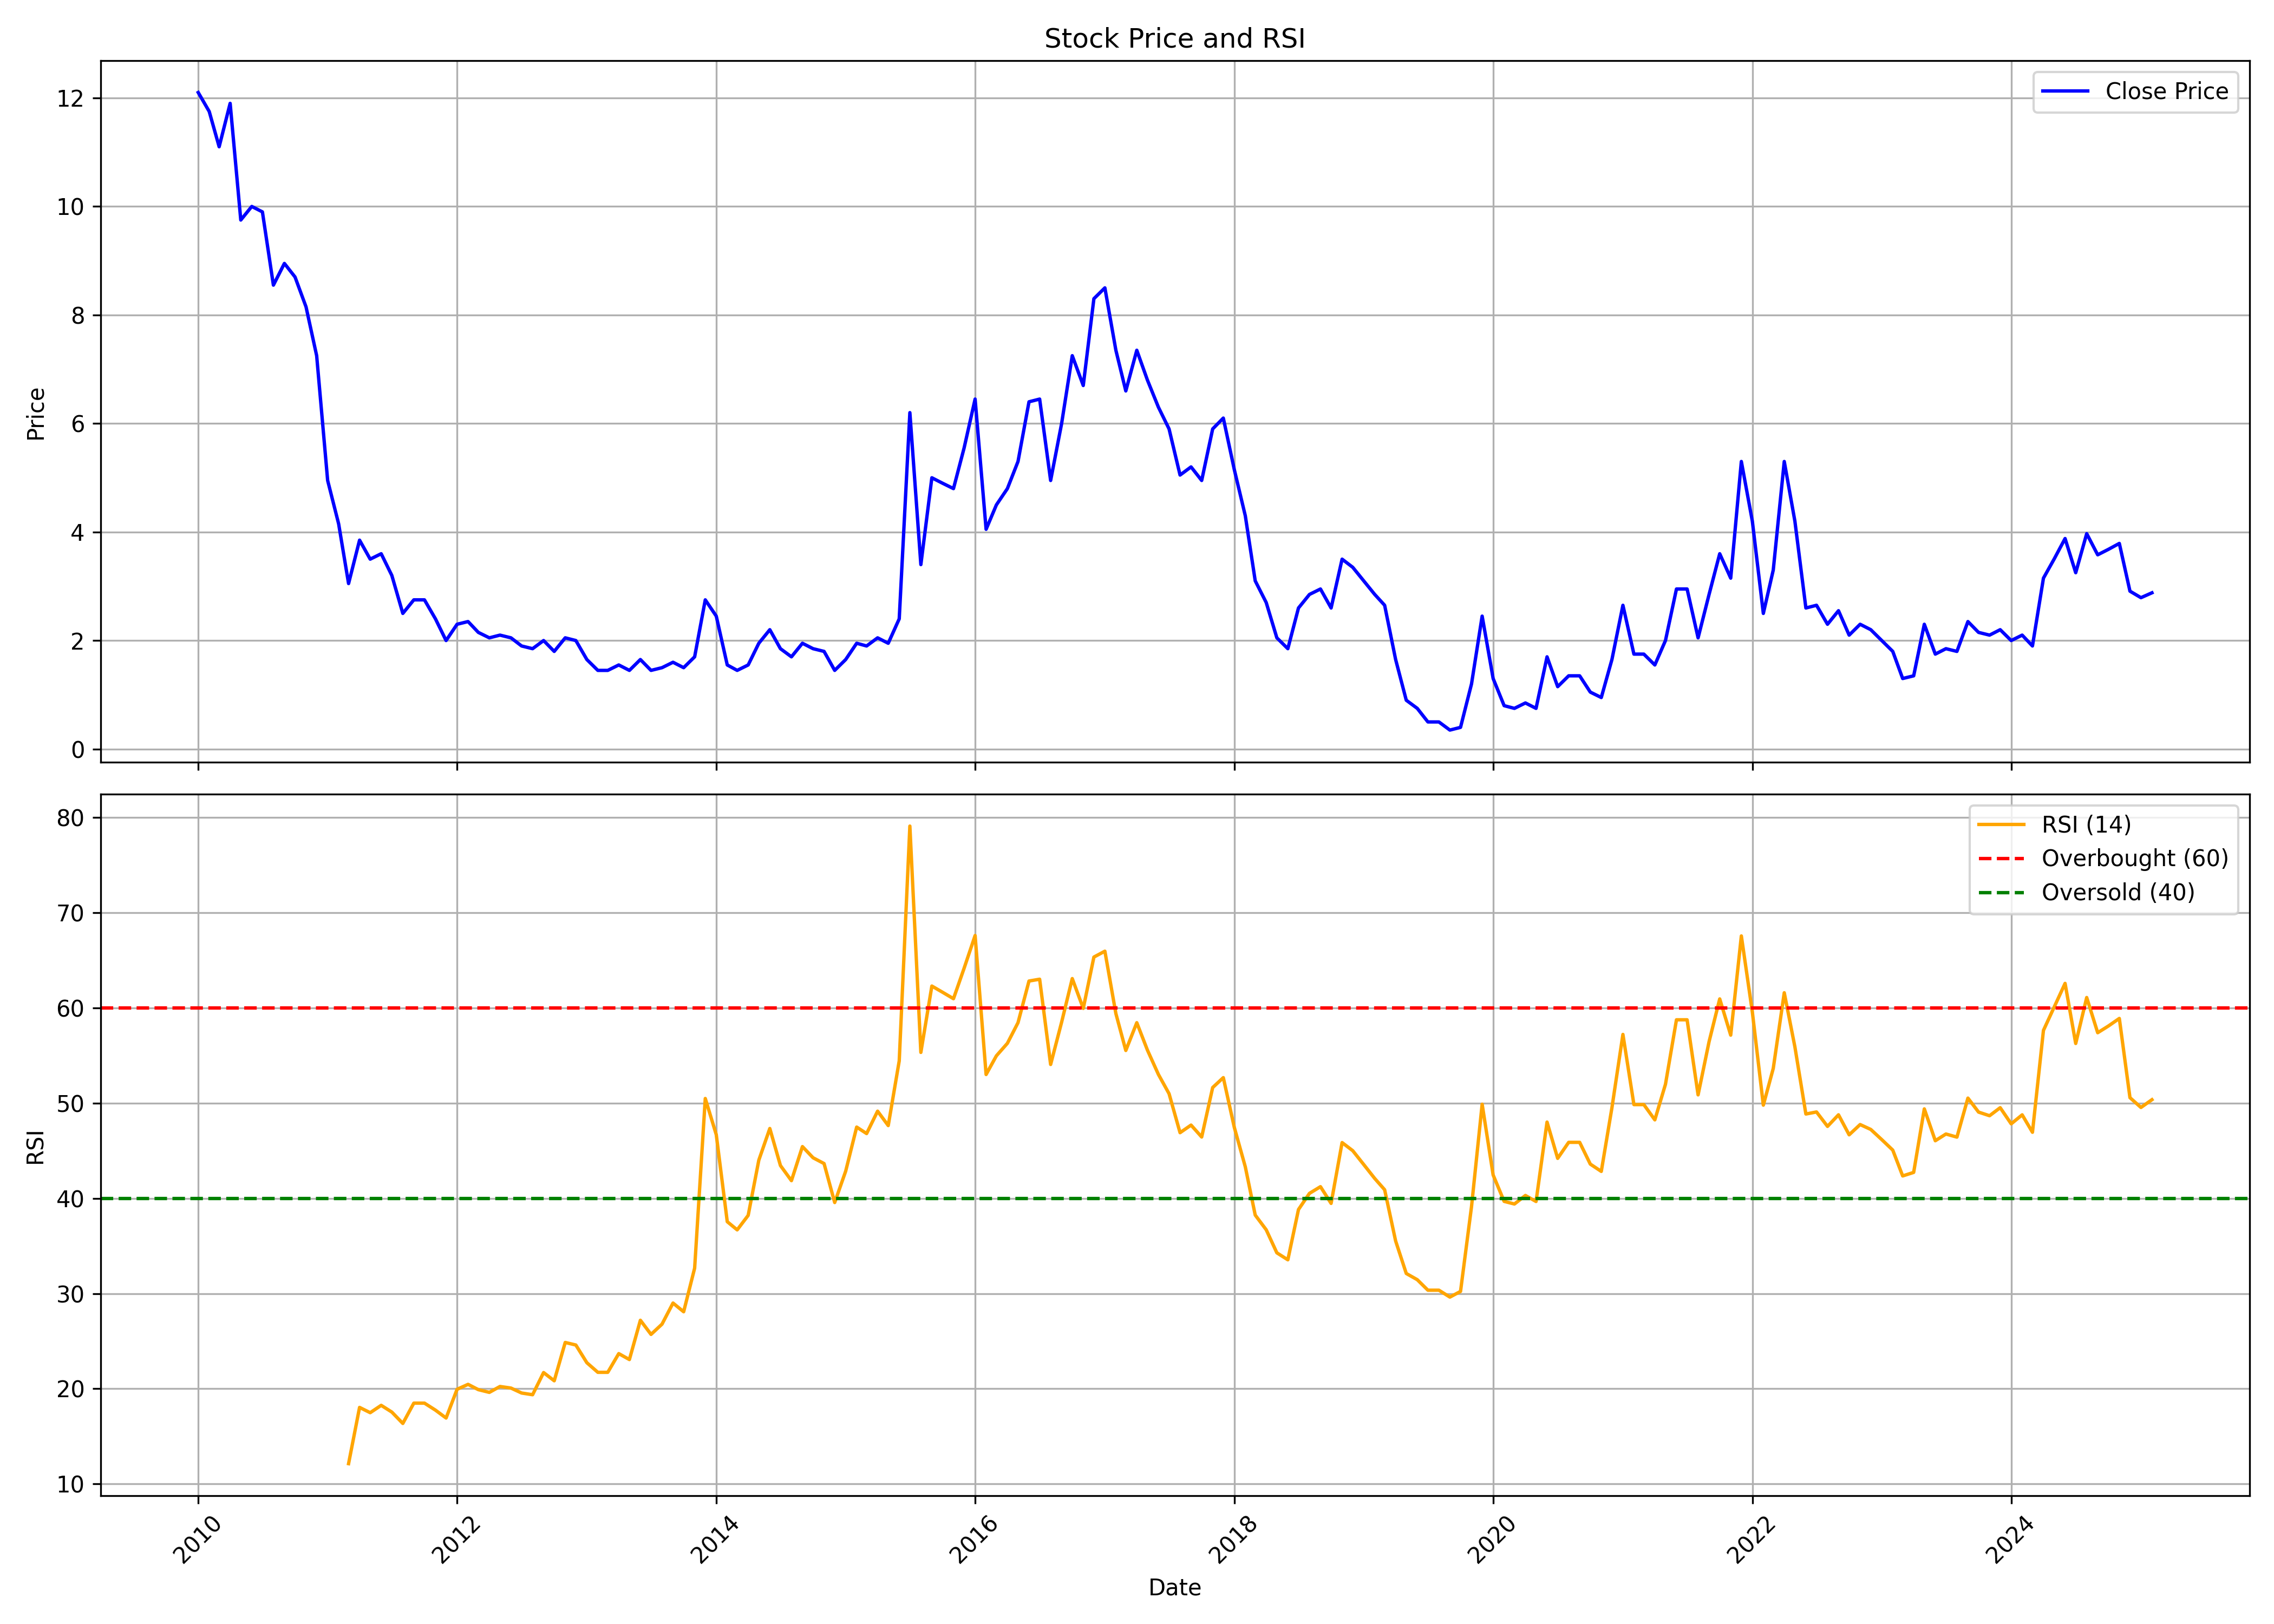 Stock Price and RSI
12
10
8
6
4
2
0
Price
Close Price
80
70
60
50
40
30
20
10
RSI
RSI (14)
Overbought (60)
Oversold (40)
2010
2012
2014
2016
2018
2020
2022
2024
Date